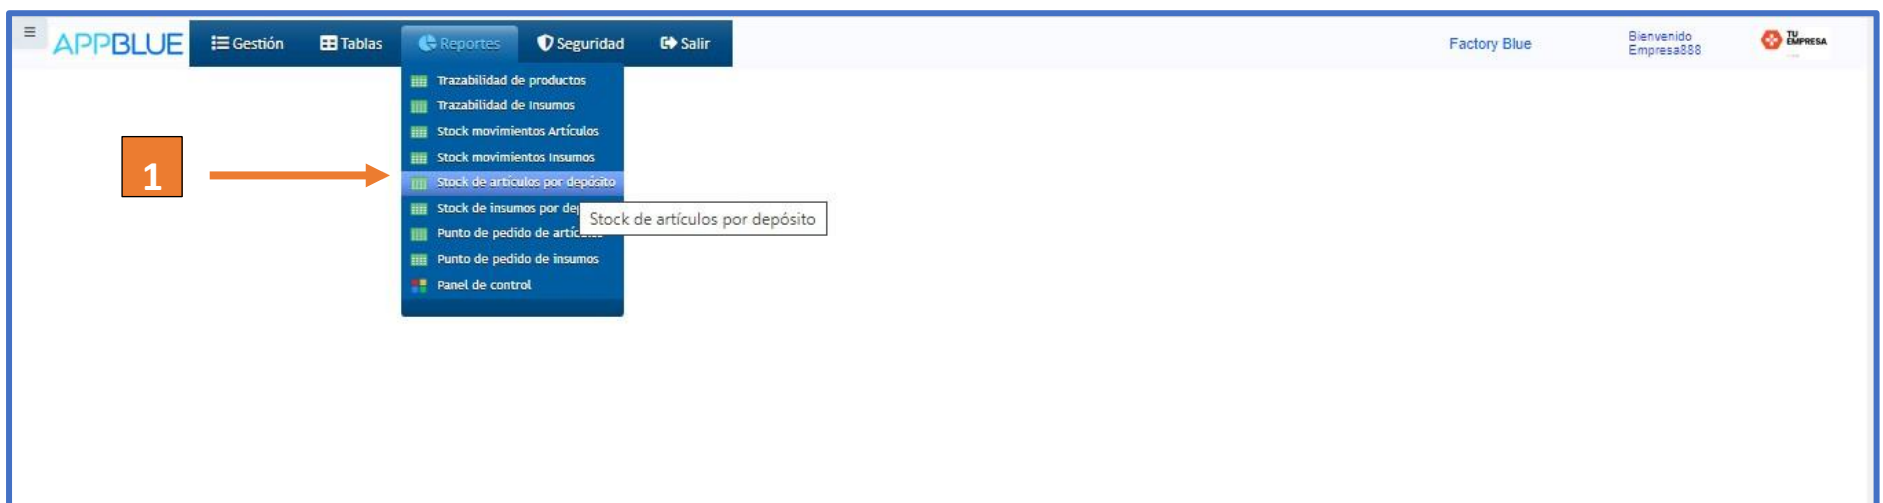 ≡ APPBLUE Gestión Tablas Reportes Seguridad Salir Factory Blue Bienvenido
Empresa888
TU
EMPRESA
Trazabilidad de productos
Trazabilidad de Insumos
Stock movimientos Artículos
Stock movimientos Insumos
1
Stock de artículos por depósito
Stock de insumos por
Stock de artículos por depósito
Punto de pedido de
Punto de pedido de insumos
Panel de control